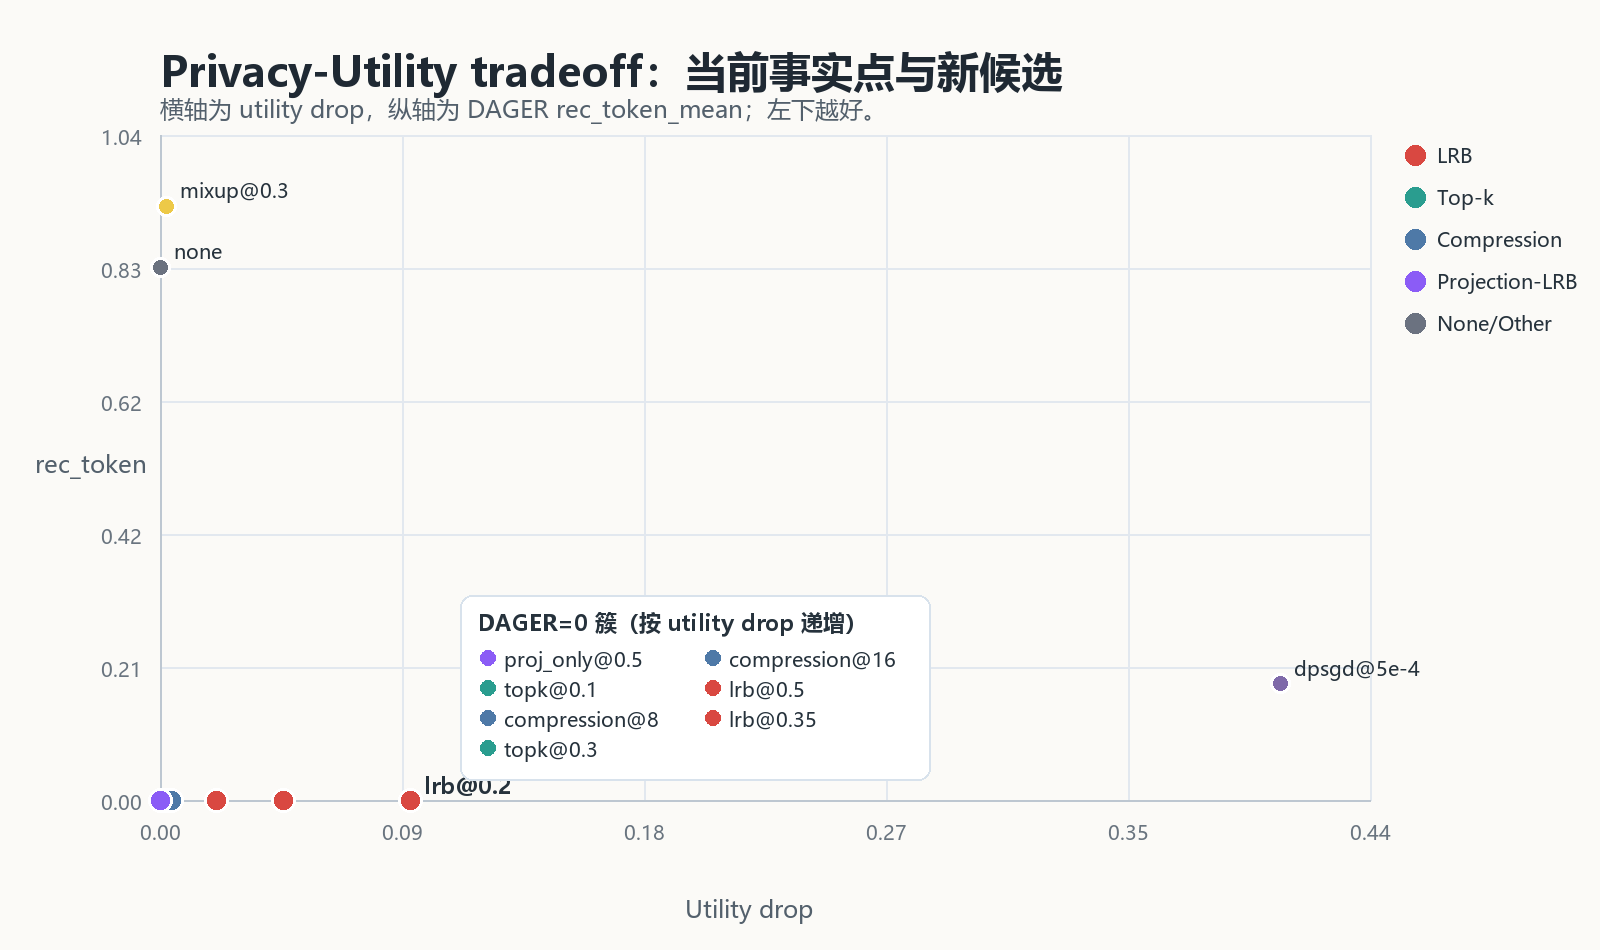 Privacy-Utility tradeoff：当前事实点与新候选
横轴为 utility drop，纵轴为 DAGER rec_token_mean；左下越好。
1.04
0.83
0.62
rec_token
0.42
0.21
0.00
mixup@0.3
none
dpsgd@5e-4
lrb@0.2
DAGER=0 簇（按 utility drop 递增）
proj_only@0.5
topk@0.1
compression@8
topk@0.3
compression@16
lrb@0.5
lrb@0.35
0.00
0.09
0.18
0.27
0.35
0.44
Utility drop
LRB
Top-k
Compression
Projection-LRB
None/Other